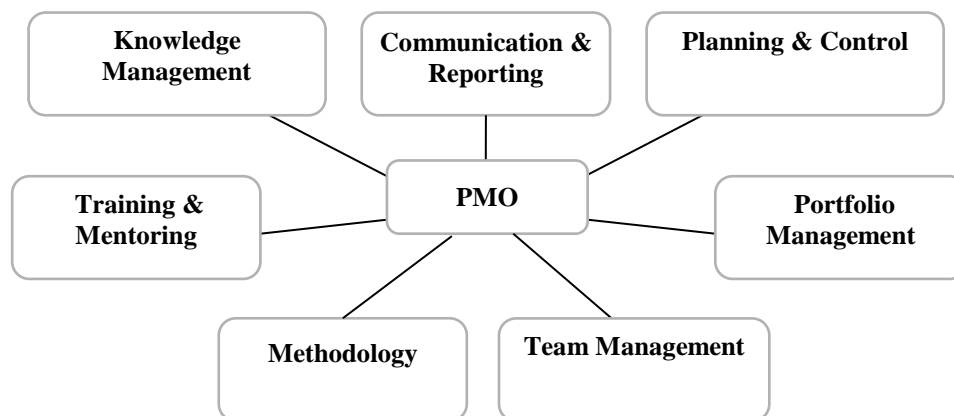 Knowledge
Management
Communication &
Reporting
Planning & Control
Training &
Mentoring
PMO
Portfolio
Management
Methodology
Team Management